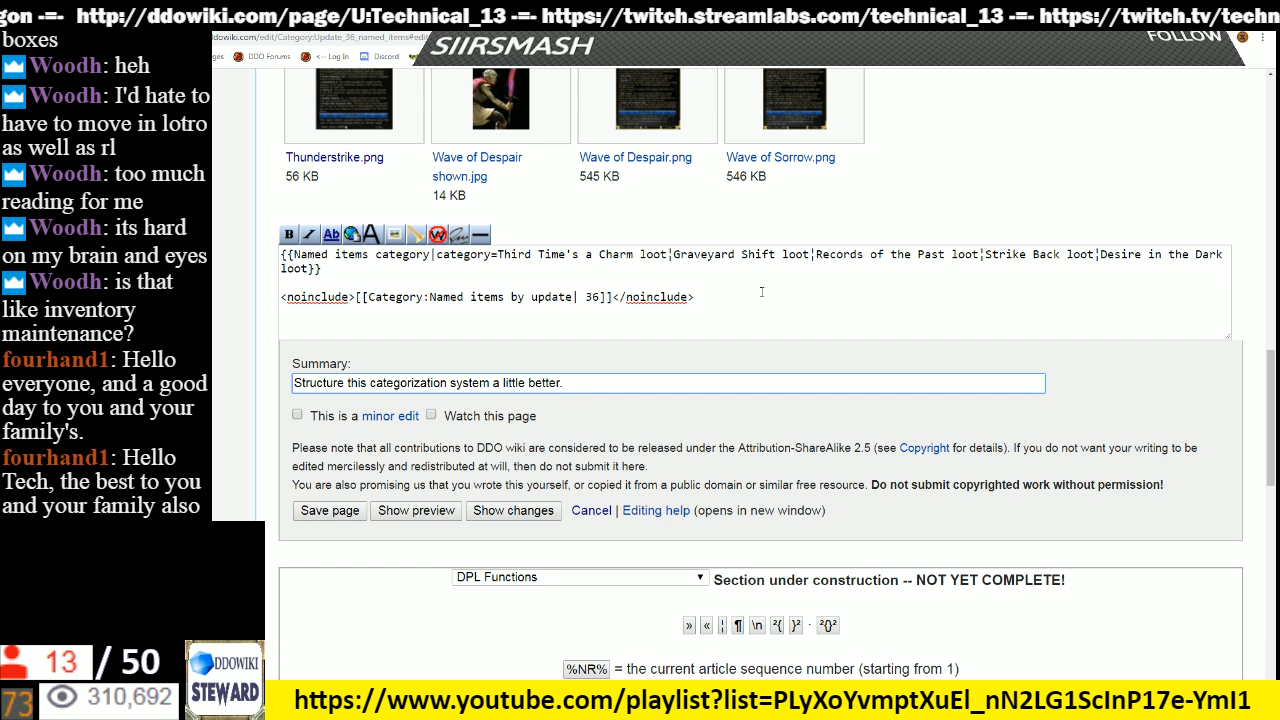 gon -=- http://ddowiki.com/page/U:Technical_13 -=- https://twitch.streamlabs.com/technical_13 -=- https://twitch.tv/techn
boxes
Woodh: heh
Woodh: I'd hate to
have to move in lotro
as well as rl
Woodh: too much
reading for me
Woodh: its hard
on my brain and eyes
Woodh: is that
like inventory
maintenance?
fourhand1: Hello
everyone, and a good
day to you and your
family's.
fourhand1: Hello
Tech, the best to you
and your family also
13 / 50
73 310,692
DDOWIKI
STEWARD
ddowiki.com/edit/Category:Update_36_named_items#edit
DDO Forums <-- Log In Discord
SIIRSMASH
FOLLOW
Thunderstrike.png
56 KB
Wave of Despair
shown.jpg
14 KB
Wave of Despair.png
545 KB
Wave of Sorrow.png
546 KB
B I Ab A
{{Named items category|category=Third Time's a Charm loot¦Graveyard Shift loot¦Records of the Past loot¦Strike Back loot¦Desire in the Dark
loot}}
<noinclude>[[Category:Named items by update| 36]]</noinclude>
Summary:
Structure this categorization system a little better.
This is a minor edit Watch this page
Please note that all contributions to DDO wiki are considered to be released under the Attribution-ShareAlike 2.5 (see Copyright for details). If you do not want your writing to be
edited mercilessly and redistributed at will, then do not submit it here.
You are also promising us that you wrote this yourself, or copied it from a public domain or similar free resource. Do not submit copyrighted work without permission!
Save page Show preview Show changes Cancel | Editing help (opens in new window)
DPL Functions Section under construction -- NOT YET COMPLETE!
» « ¦ ¶ \n ²{ }² · ²{}²
%NR% = the current article sequence number (starting from 1)
https://www.youtube.com/playlist?list=PLyXoYvmptXuEl_nN2LG1ScInP17e-YmI1